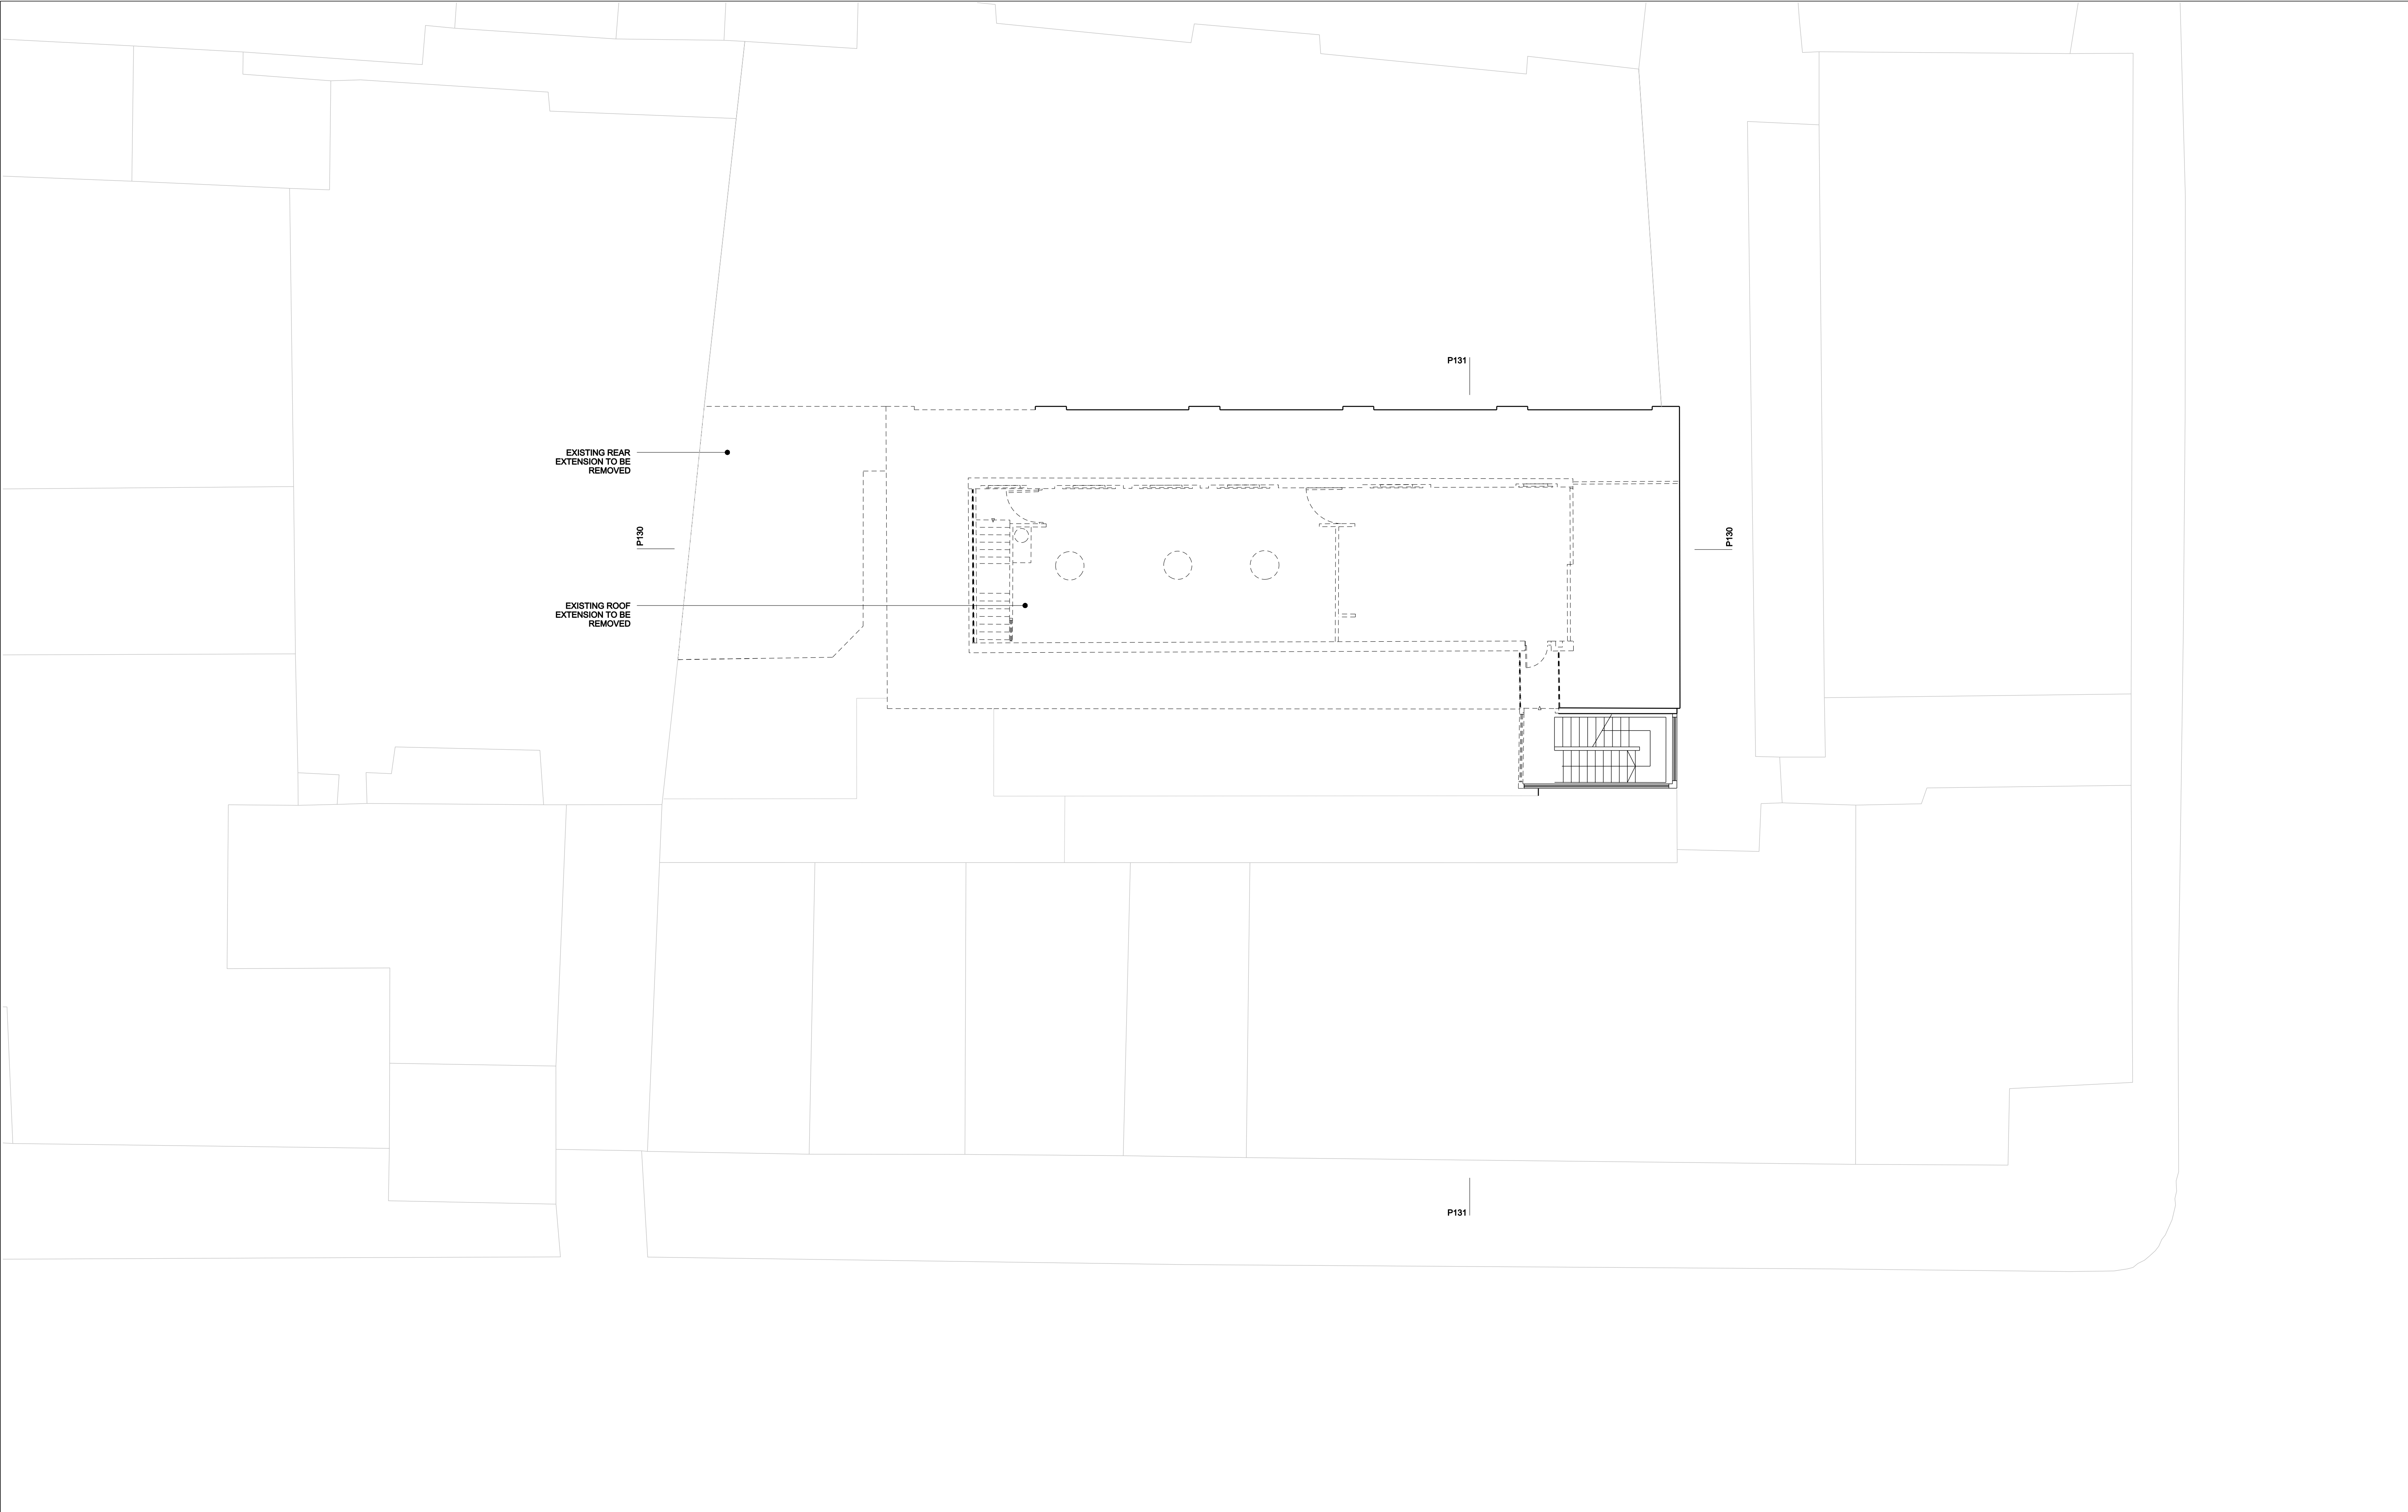 P131
EXISTING REAR
EXTENSION TO BE
REMOVED
P130
P130
EXISTING ROOF
EXTENSION TO BE
REMOVED
P131